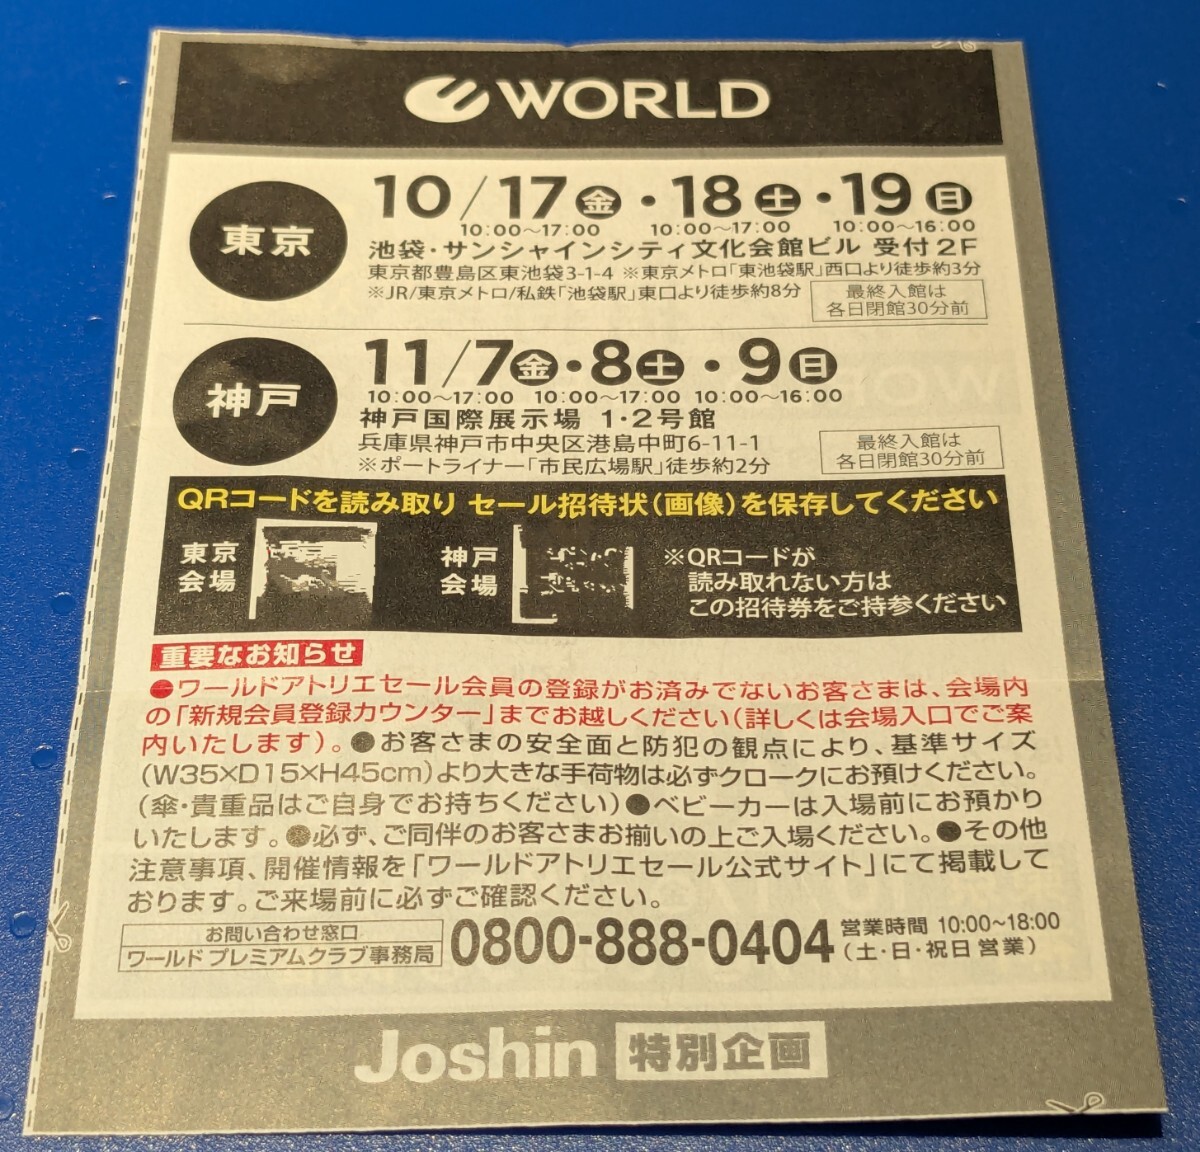 WORLD
東京
10/17金・18土・19日
10:00～17:00 10:00～17:00 10:00～16:00
池袋・サンシャインシティ文化会館ビル 受付2F
東京都豊島区東池袋3-1-4 ※東京メトロ「東池袋駅」西口より徒歩約3分
※JR/東京メトロ/私鉄「池袋駅」東口より徒歩約8分
最終入館は
各日閉館30分前
神戸
11/7金・8土・9日
10:00～17:00 10:00～17:00 10:00～16:00
神戸国際展示場 1・2号館
兵庫県神戸市中央区港島中町6-11-1
※ポートライナー「市民広場駅」徒歩約2分
最終入館は
各日閉館30分前
QRコードを読み取り セール招待状(画像)を保存してください
東京
会場
神戸
会場
※QRコードが
読み取れない方は
この招待券をご持参ください
重要なお知らせ
●ワールドアトリエセール会員の登録がお済みでないお客さまは、会場内
の「新規会員登録カウンター」までお越しください(詳しくは会場入口でご案
内いたします)。●お客さまの安全面と防犯の観点により、基準サイズ
(W35×D15×H45cm)より大きな手荷物は必ずクロークにお預けください。
(傘・貴重品はご自身でお持ちください)●ベビーカーは入場前にお預かり
いたします。●必ず、ご同伴のお客さまお揃いの上ご入場ください。●その他
注意事項、開催情報を「ワールドアトリエセール公式サイト」にて掲載して
おります。ご来場前に必ずご確認ください。
お問い合わせ窓口
ワールド プレミアムクラブ事務局
0800-888-0404
営業時間 10:00～18:00
(土・日・祝日 営業)
Joshin 特別企画